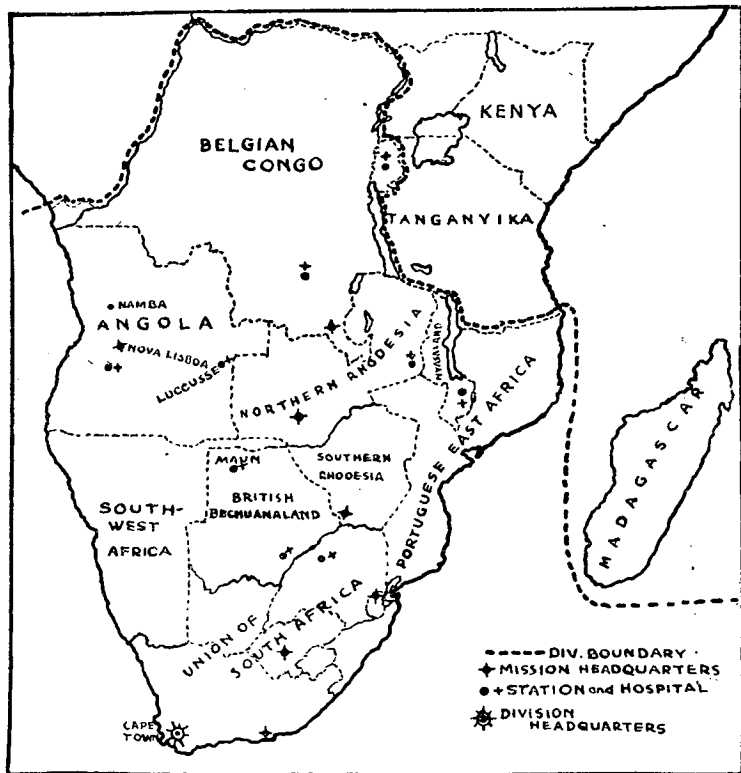 KENYA
BELGIAN
CONGO
TANGANYIKA
NAMBA
ANGOLA
NOVA LISBOA
LUCCUSSE
NORTHERN RHODESIA
NYASALAND
PORTUGUESE EAST AFRICA
MADAGASCAR
MAUN
SOUTHERN
RHODESIA
BRITISH
BECHUANALAND
SOUTH-
WEST
AFRICA
UNION OF
SOUTH AFRICA
CAPE
TOWN
DIV. BOUNDARY
MISSION HEADQUARTERS
STATION and HOSPITAL
DIVISION
HEADQUARTERS